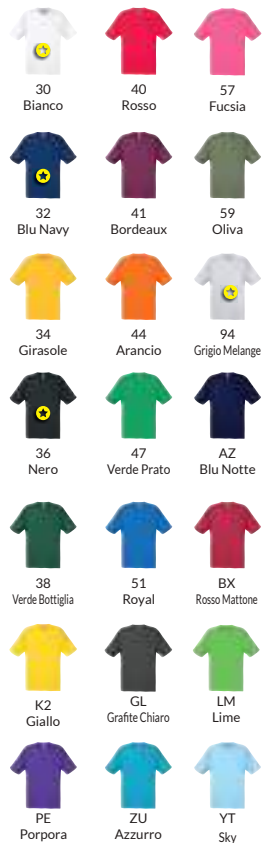 30 40 57
Bianco Rosso Fucsia
32 41 59
Blu Navy Bordeaux Oliva
34 44 94
Girasole Arancio Grigio Melange
36 47 AZ
Nero Verde Prato Blu Notte
38 51 BX
Verde Bottiglia Royal Rosso Mattone
K2 GL LM
Giallo Grafite Chiaro Lime
PE ZU YT
Porpora Azzurro Sky